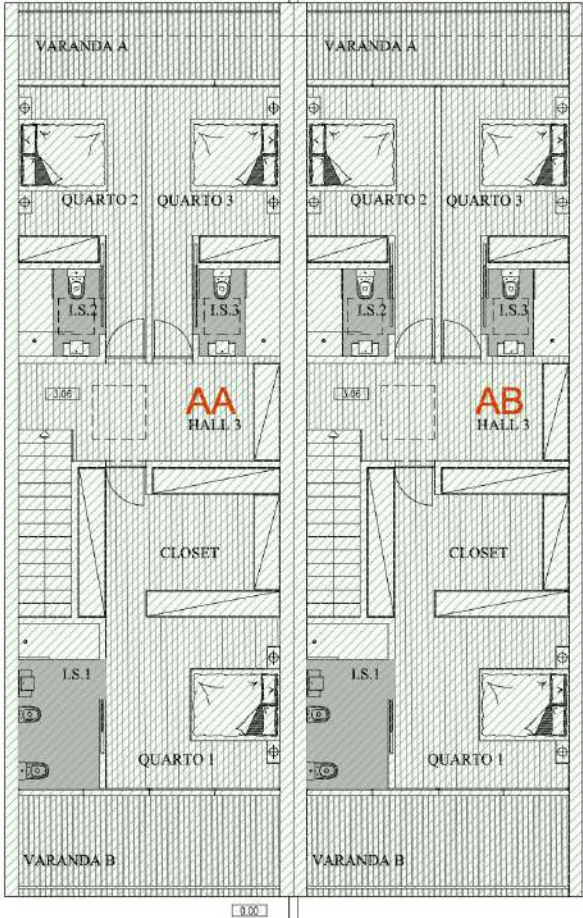 VARANDA A
VARANDA A
QUARTO 2
QUARTO 3
QUARTO 2
QUARTO 3
I.S.2
I.S.3
I.S.2
I.S.3
3.06
AA
HALL 3
3.06
AB
HALL 3
CLOSET
CLOSET
I.S.1
I.S.1
QUARTO 1
QUARTO 1
VARANDA B
VARANDA B
0.00